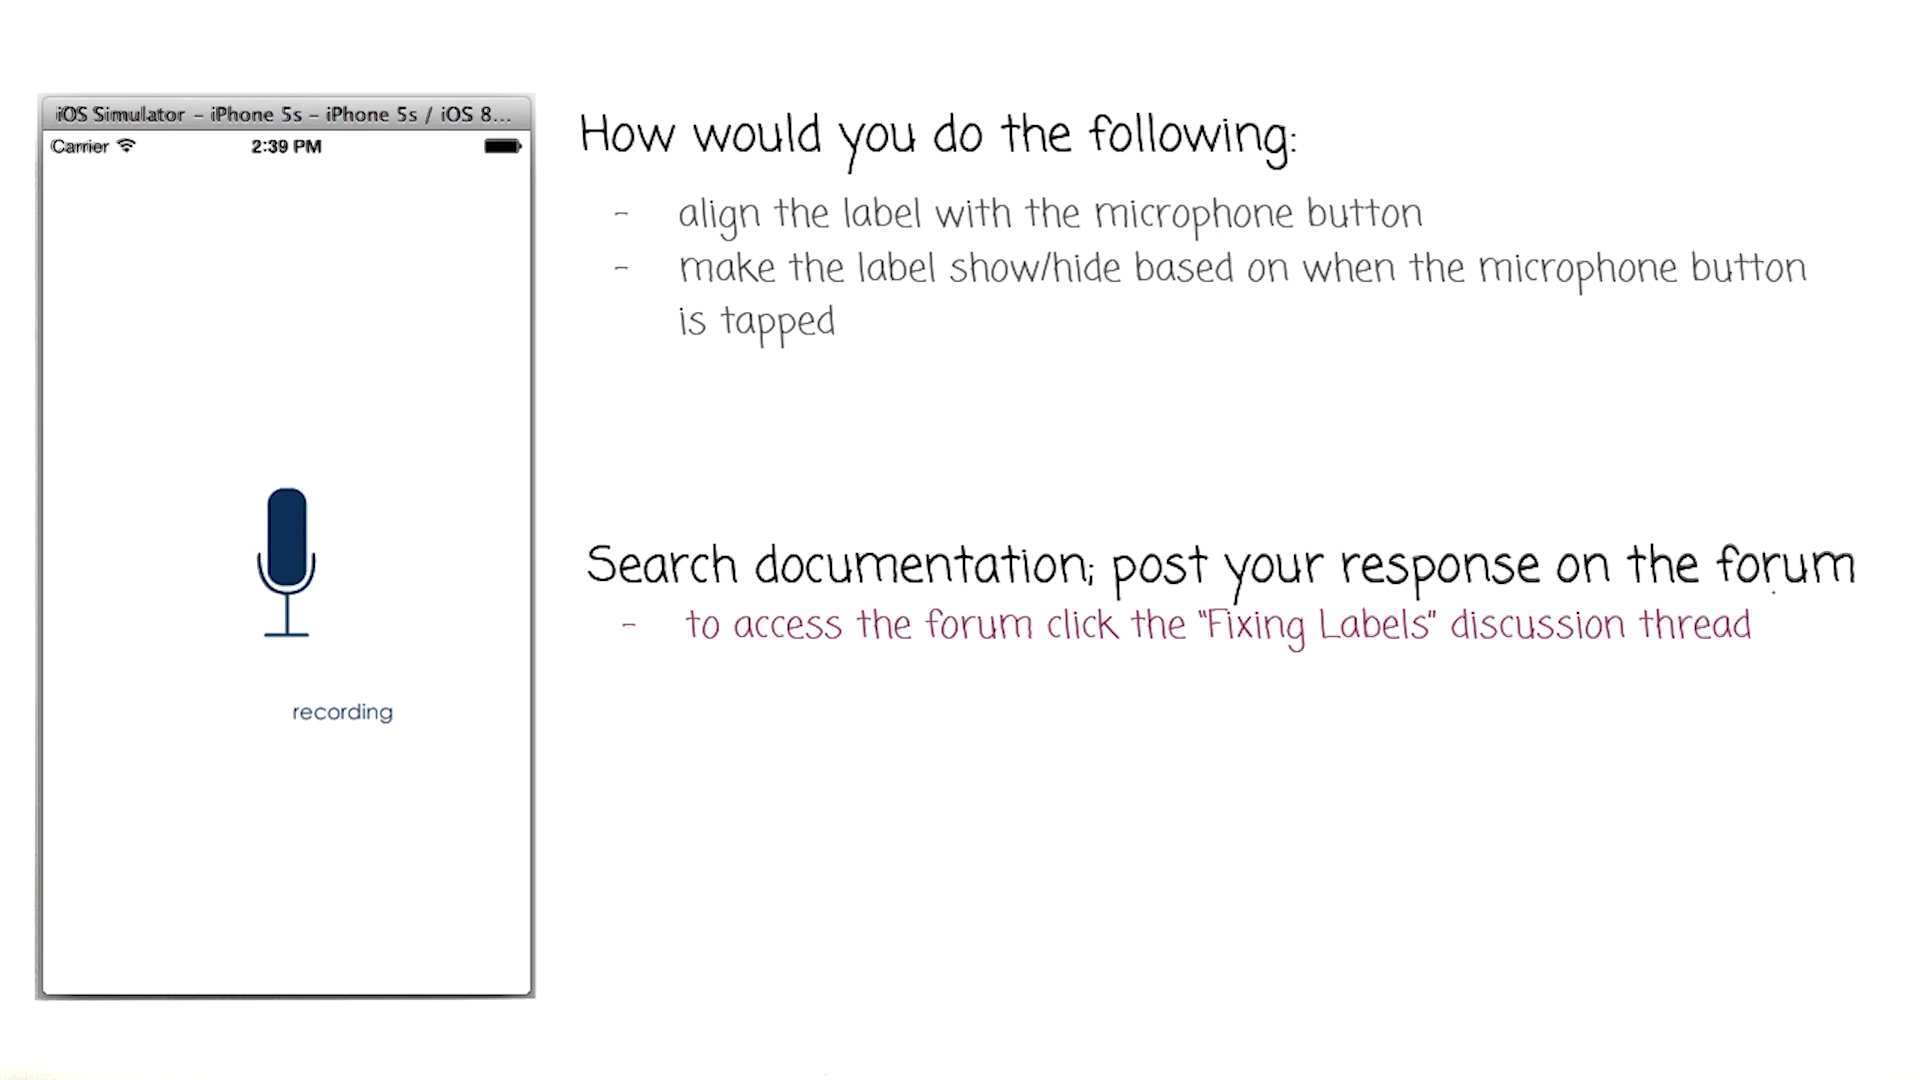 iOS Simulator – iPhone 5s – iPhone 5s / iOS 8...
Carrier 2:39 PM
recording
How would you do the following:
- align the label with the microphone button
- make the label show/hide based on when the microphone button
is tapped
Search documentation; post your response on the forum
- to access the forum click the "Fixing Labels" discussion thread